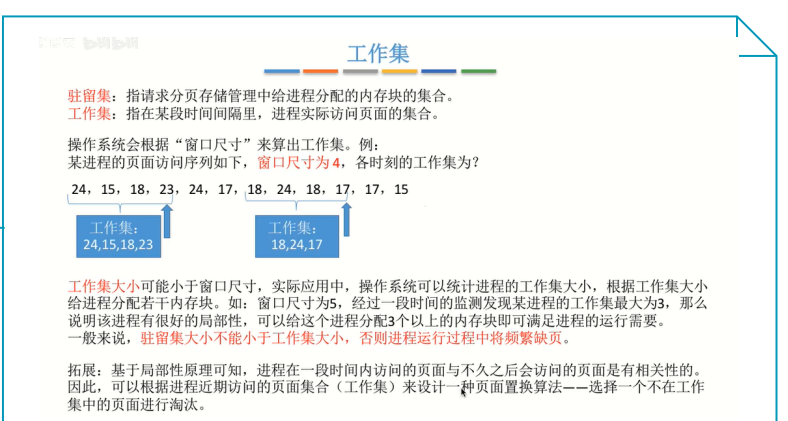 工作集
驻留集：指请求分页存储管理中给进程分配的内存块的集合。
工作集：指在某段时间间隔里，进程实际访问页面的集合。
操作系统会根据“窗口尺寸”来算出工作集。例：
某进程的页面访问序列如下，窗口尺寸为4，各时刻的工作集为？
24，15，18，23，24，17，18，24，18，17，17，15
工作集：
24,15,18,23
工作集：
18,24,17
工作集大小可能小于窗口尺寸，实际应用中，操作系统可以统计进程的工作集大小，根据工作集大小
给进程分配若干内存块。如：窗口尺寸为5，经过一段时间的监测发现某进程的工作集最大为3，那么
说明该进程有很好的局部性，可以给这个进程分配3个以上的内存块即可满足进程的运行需要。
一般来说，驻留集大小不能小于工作集大小，否则进程运行过程中将频繁缺页。
拓展：基于局部性原理可知，进程在一段时间内访问的页面与不久之后会访问的页面是有相关性的。
因此，可以根据进程近期访问的页面集合（工作集）来设计一种页面置换算法——选择一个不在工作
集中的页面进行淘汰。